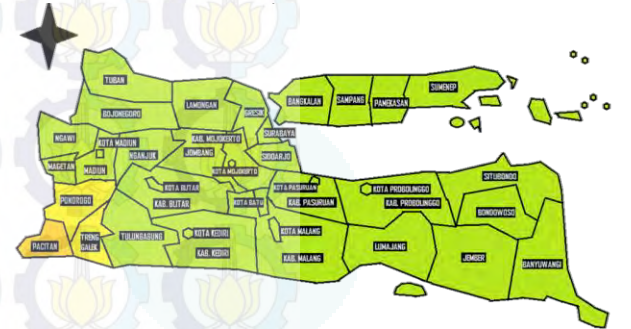 TUBAN
BOJONEGORO
LAMONGAN
GRESIK
BANGKALAN
SAMPANG
PAMEKASAN
SUMENEP
NGAWI
KOTA MADIUN
NGANJUK
KAB. MOJOKERTO
JOMBANG
SURABAYA
SIDOARJO
MAGETAN
MADIUN
KOTA MOJOKERTO
PONOROGO
KOTA BLITAR
KAB. BLITAR
KOTA BATU
KOTA PASURUAN
KAB. PASURUAN
KOTA PROBOLINGGO
KAB. PROBOLINGGO
SITUBONDO
BONDOWOSO
PACITAN
TRENG
GALEK
TULUNGAGUNG
KOTA KEDIRI
KAB. KEDIRI
KOTA MALANG
KAB. MALANG
LUMAJANG
JEMBER
BANYUWANGI